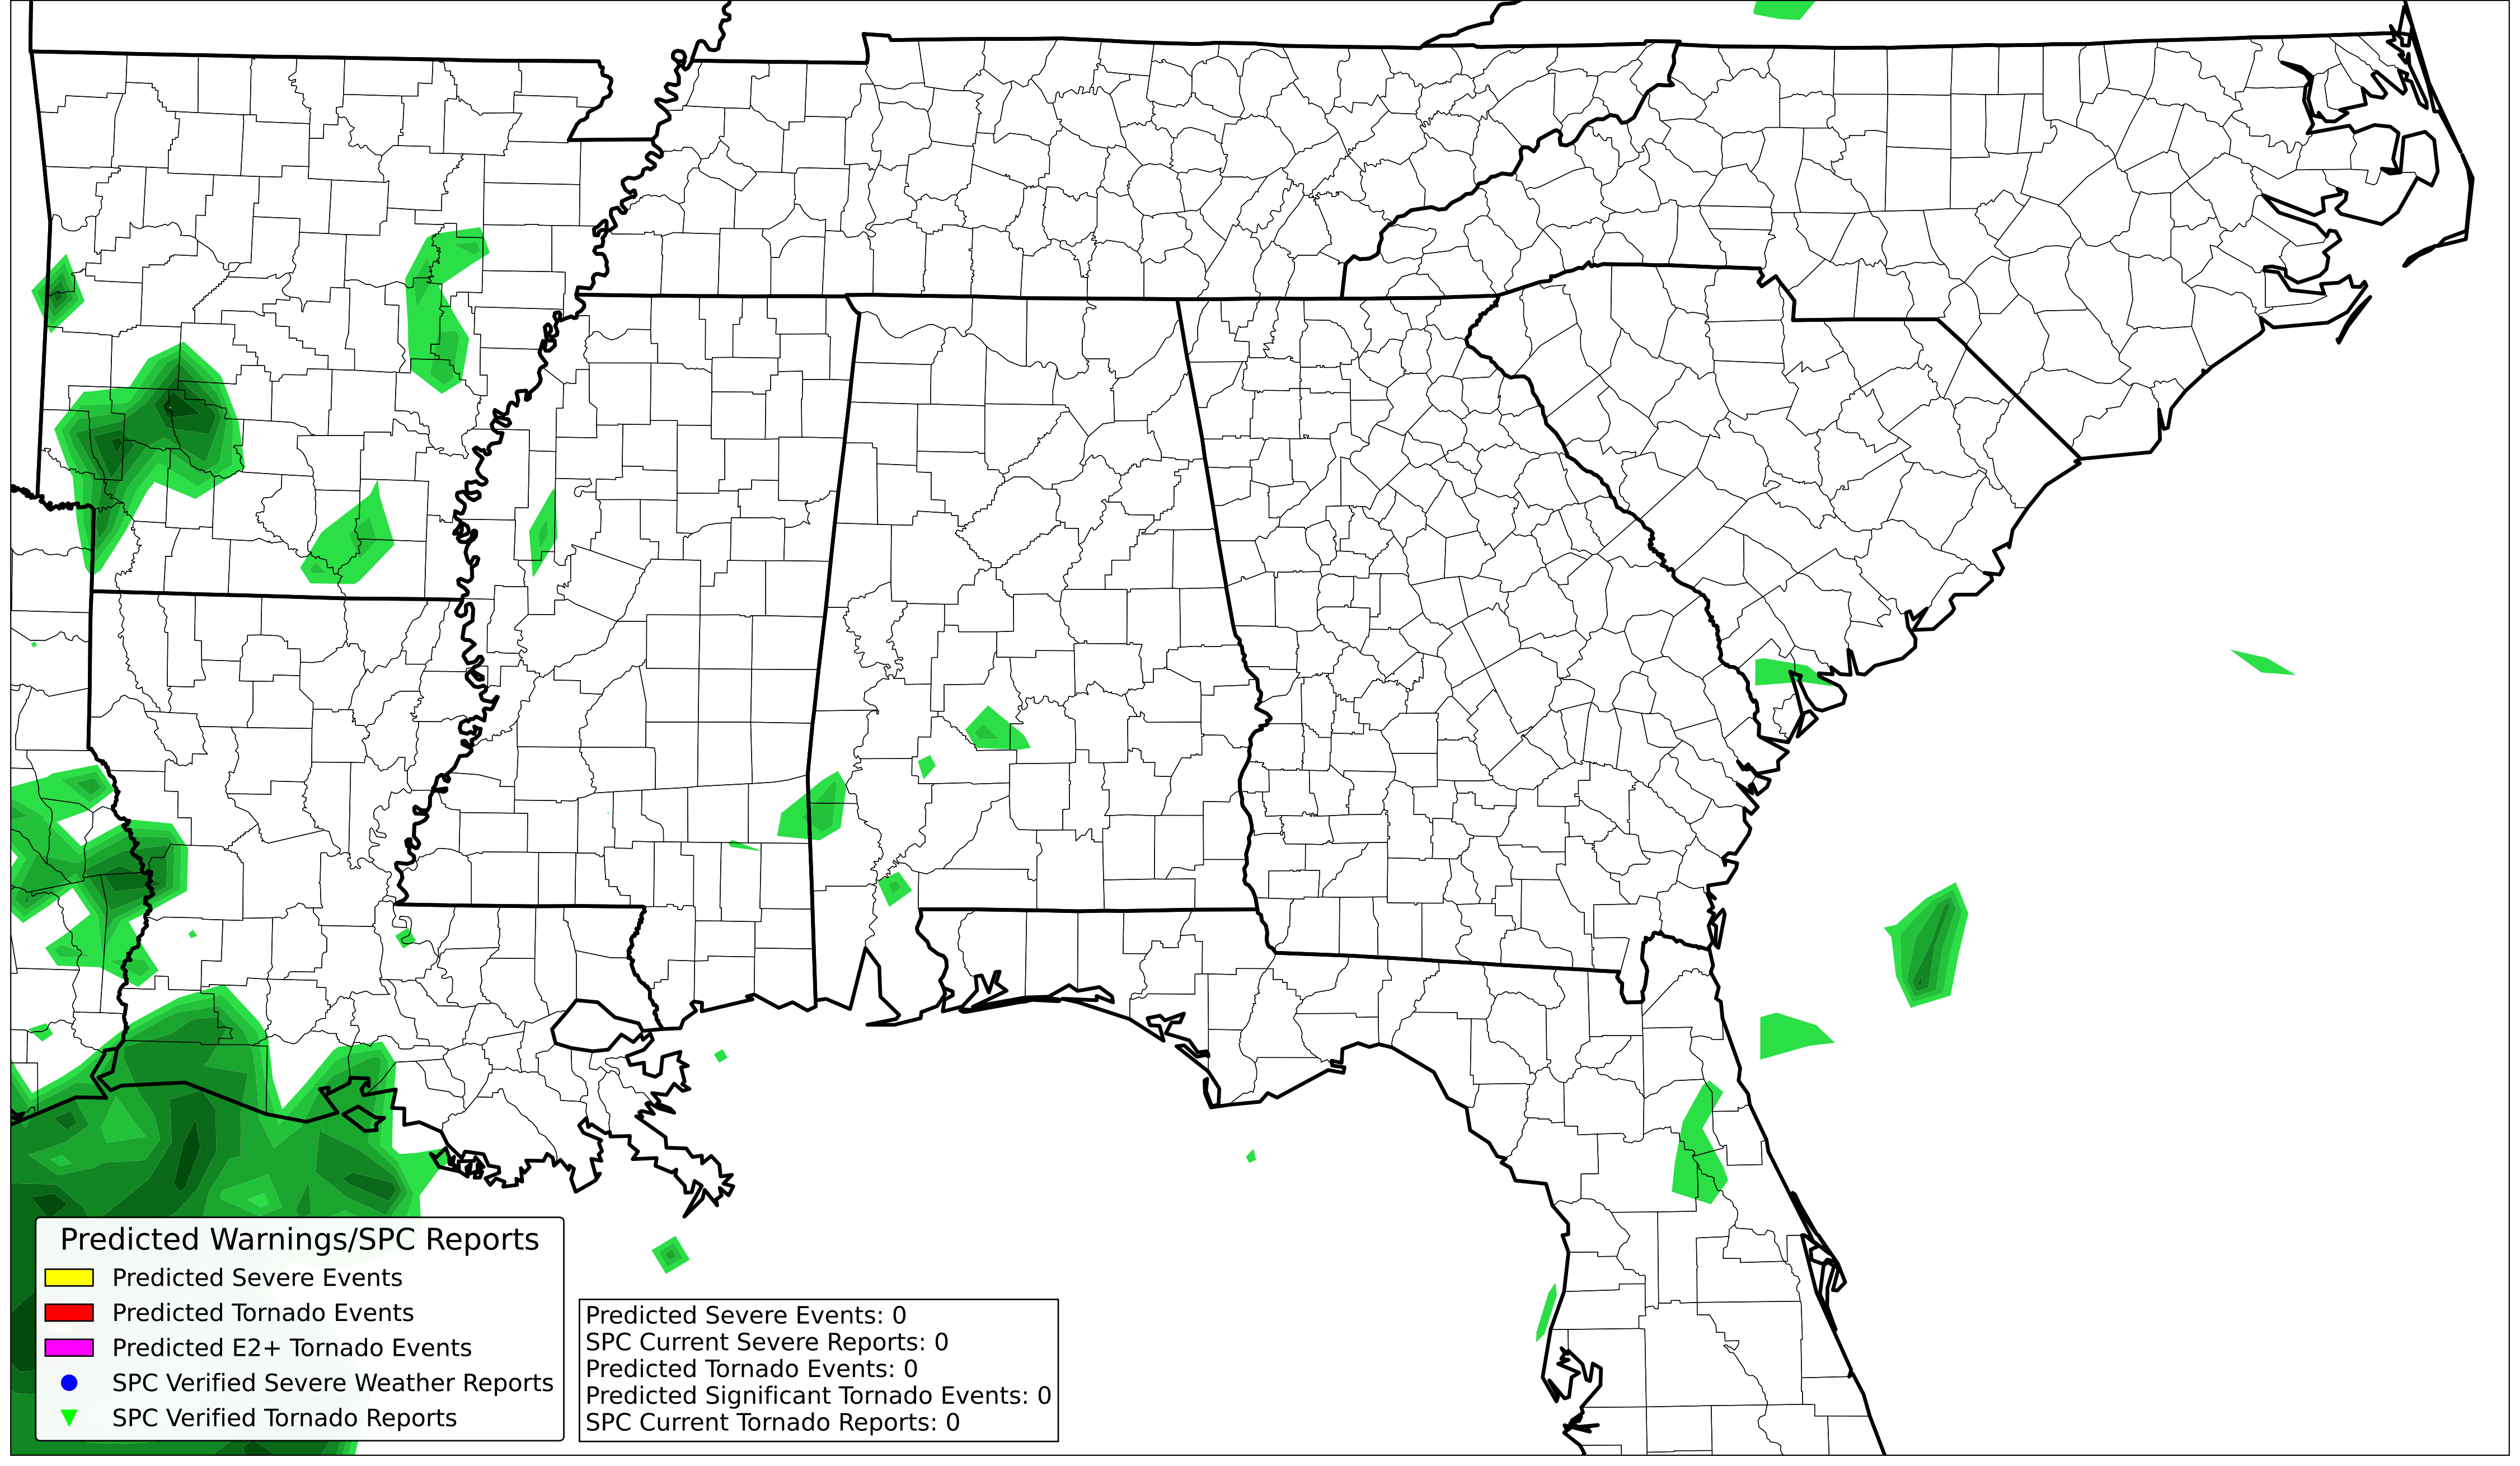 Predicted Warnings/SPC Reports
Predicted Severe Events
Predicted Tornado Events
Predicted E2+ Tornado Events
SPC Verified Severe Weather Reports
SPC Verified Tornado Reports
Predicted Severe Events: 0
SPC Current Severe Reports: 0
Predicted Tornado Events: 0
Predicted Significant Tornado Events: 0
SPC Current Tornado Reports: 0